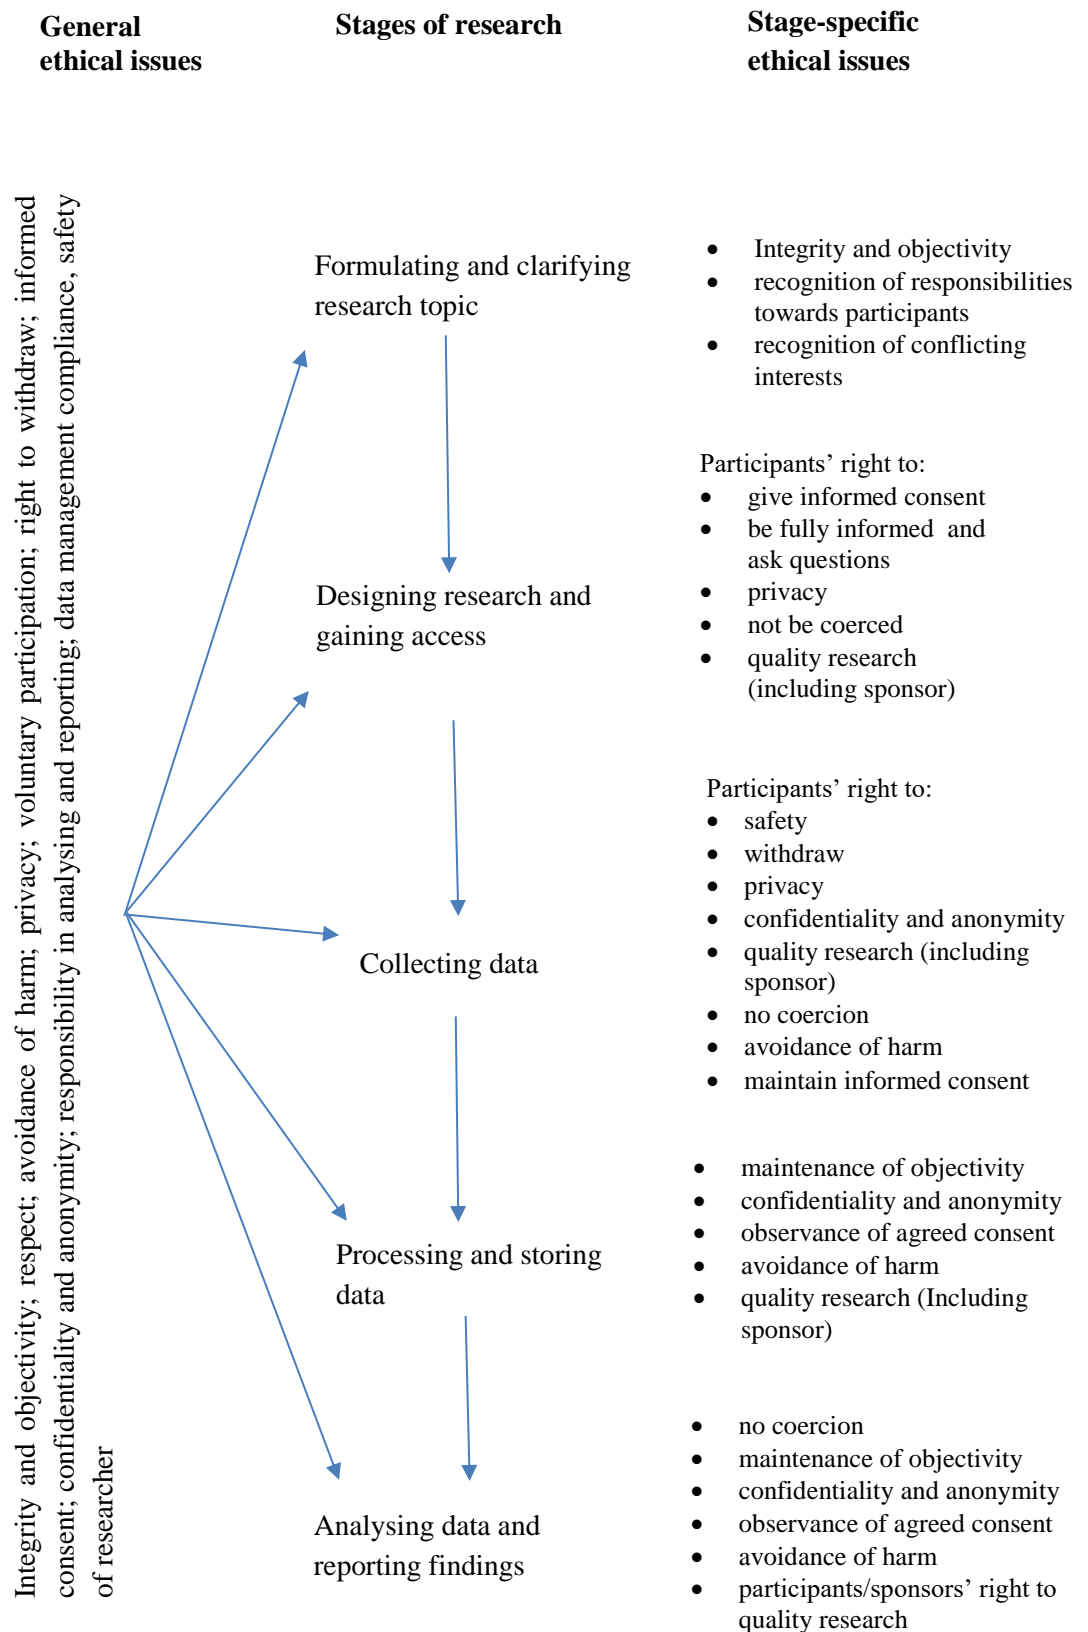 General
ethical issues
Stages of research
Stage-specific
ethical issues
Integrity and objectivity; respect; avoidance of harm; privacy; voluntary participation; right to withdraw; informed
consent; confidentiality and anonymity; responsibility in analysing and reporting; data management compliance, safety
of researcher
Formulating and clarifying
research topic
• Integrity and objectivity
• recognition of responsibilities
towards participants
• recognition of conflicting
interests
Designing research and
gaining access
Participants’ right to:
• give informed consent
• be fully informed  and
ask questions
• privacy
• not be coerced
• quality research
(including sponsor)
Collecting data
Participants’ right to:
• safety
• withdraw
• privacy
• confidentiality and anonymity
• quality research (including
sponsor)
• no coercion
• avoidance of harm
• maintain informed consent
Processing and storing
data
• maintenance of objectivity
• confidentiality and anonymity
• observance of agreed consent
• avoidance of harm
• quality research (Including
sponsor)
Analysing data and
reporting findings
• no coercion
• maintenance of objectivity
• confidentiality and anonymity
• observance of agreed consent
• avoidance of harm
• participants/sponsors’ right to
quality research